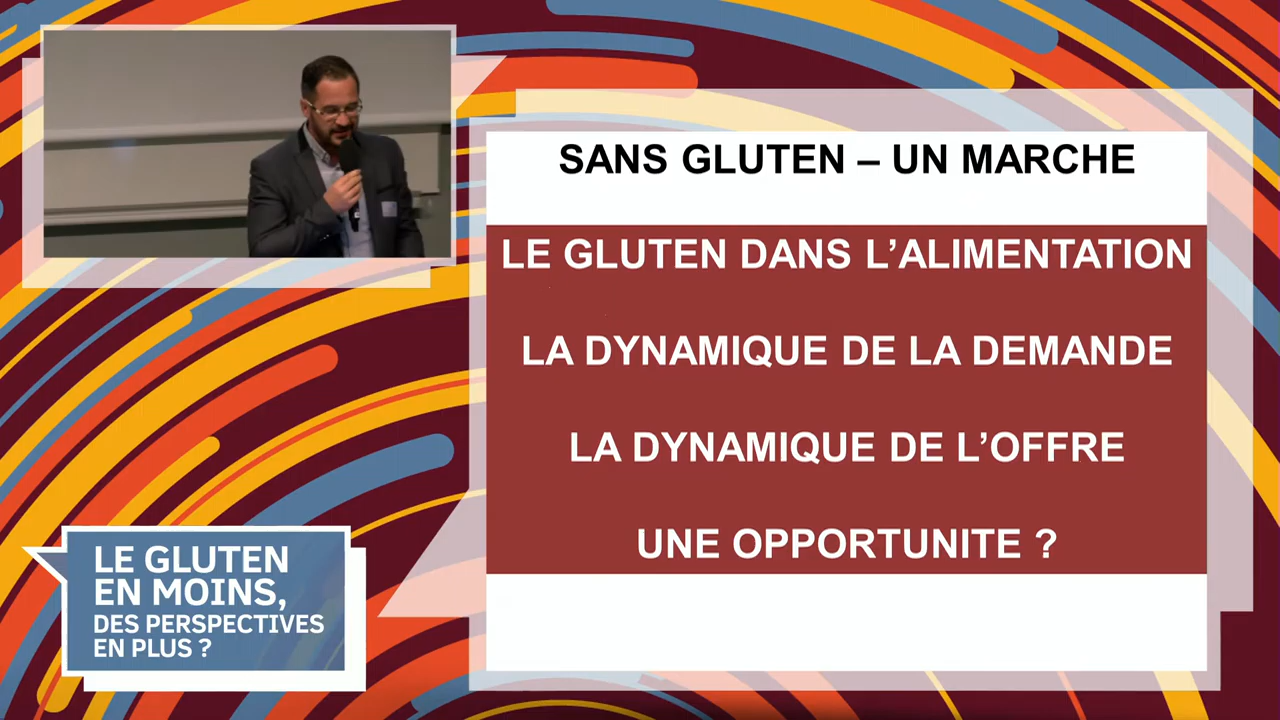 SANS GLUTEN – UN MARCHE
LE GLUTEN DANS L’ALIMENTATION
LA DYNAMIQUE DE LA DEMANDE
LA DYNAMIQUE DE L’OFFRE
UNE OPPORTUNITE ?
LE GLUTEN
EN MOINS,
DES PERSPECTIVES
EN PLUS ?